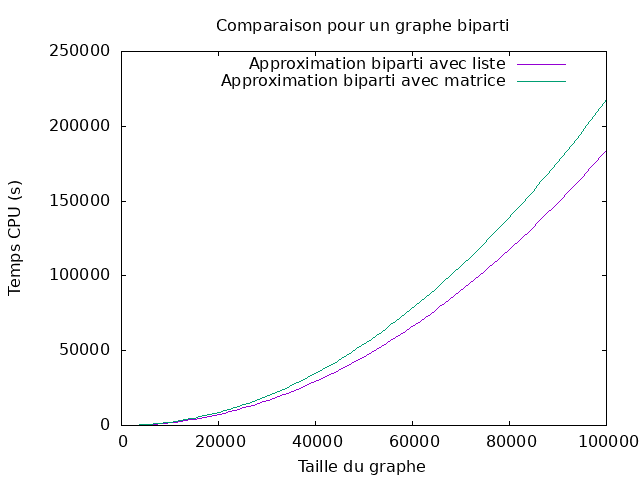 Comparaison pour un graphe biparti
250000
200000
150000
100000
50000
0
Temps CPU (s)
Approximation biparti avec liste
Approximation biparti avec matrice
0 20000 40000 60000 80000 100000
Taille du graphe